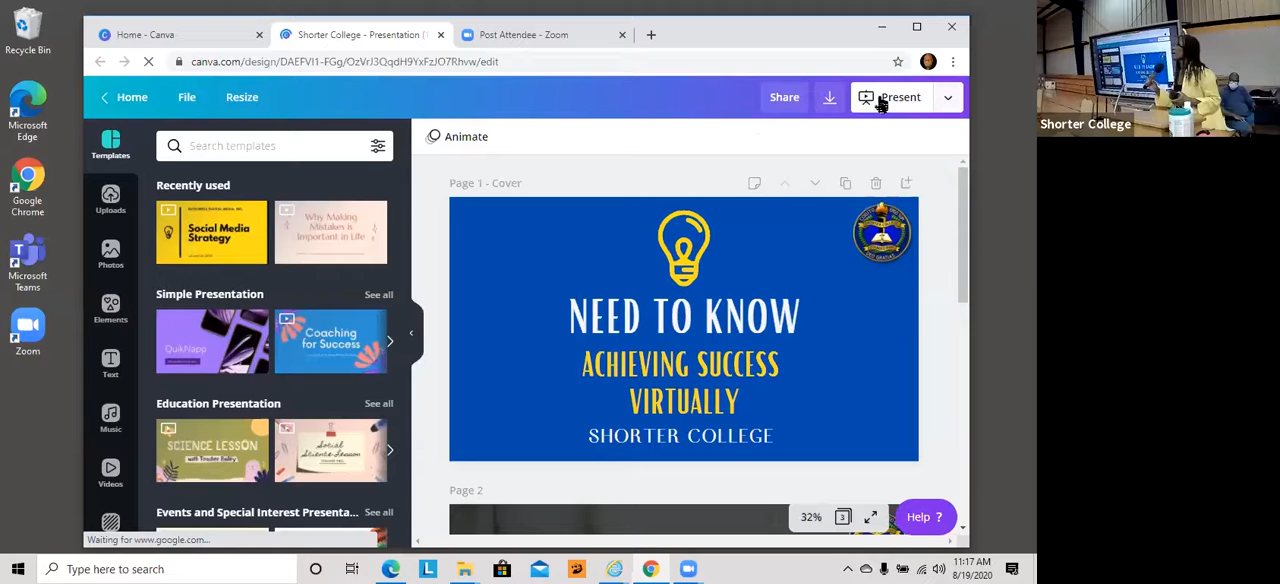 Recycle Bin
Microsoft Edge
Google Chrome
Microsoft Teams
Zoom
Home - Canva
Shorter College - Presentation (
Post Attendee - Zoom
canva.com/design/DAEFVI1-FGg/OzVrJ3QqdH9YxFzJO7Rhvw/edit
Home
File
Resize
Share
Present
Templates
Uploads
Photos
Elements
Text
Music
Videos
Search templates
Recently used
Social Media
Strategy
Why Making
Mistakes is
Important in Life
Simple Presentation
See all
QuikNapp
Coaching
for Success
Education Presentation
See all
SCIENCE LESSON
with Teacher Bailey
Social
Science Lesson
Events and Special Interest Presenta...
See all
Waiting for www.google.com...
Animate
Page 1 - Cover
NEED TO KNOW
ACHIEVING SUCCESS
VIRTUALLY
SHORTER COLLEGE
Page 2
32%
3
Help ?
Type here to search
11:17 AM
8/19/2020
Shorter College